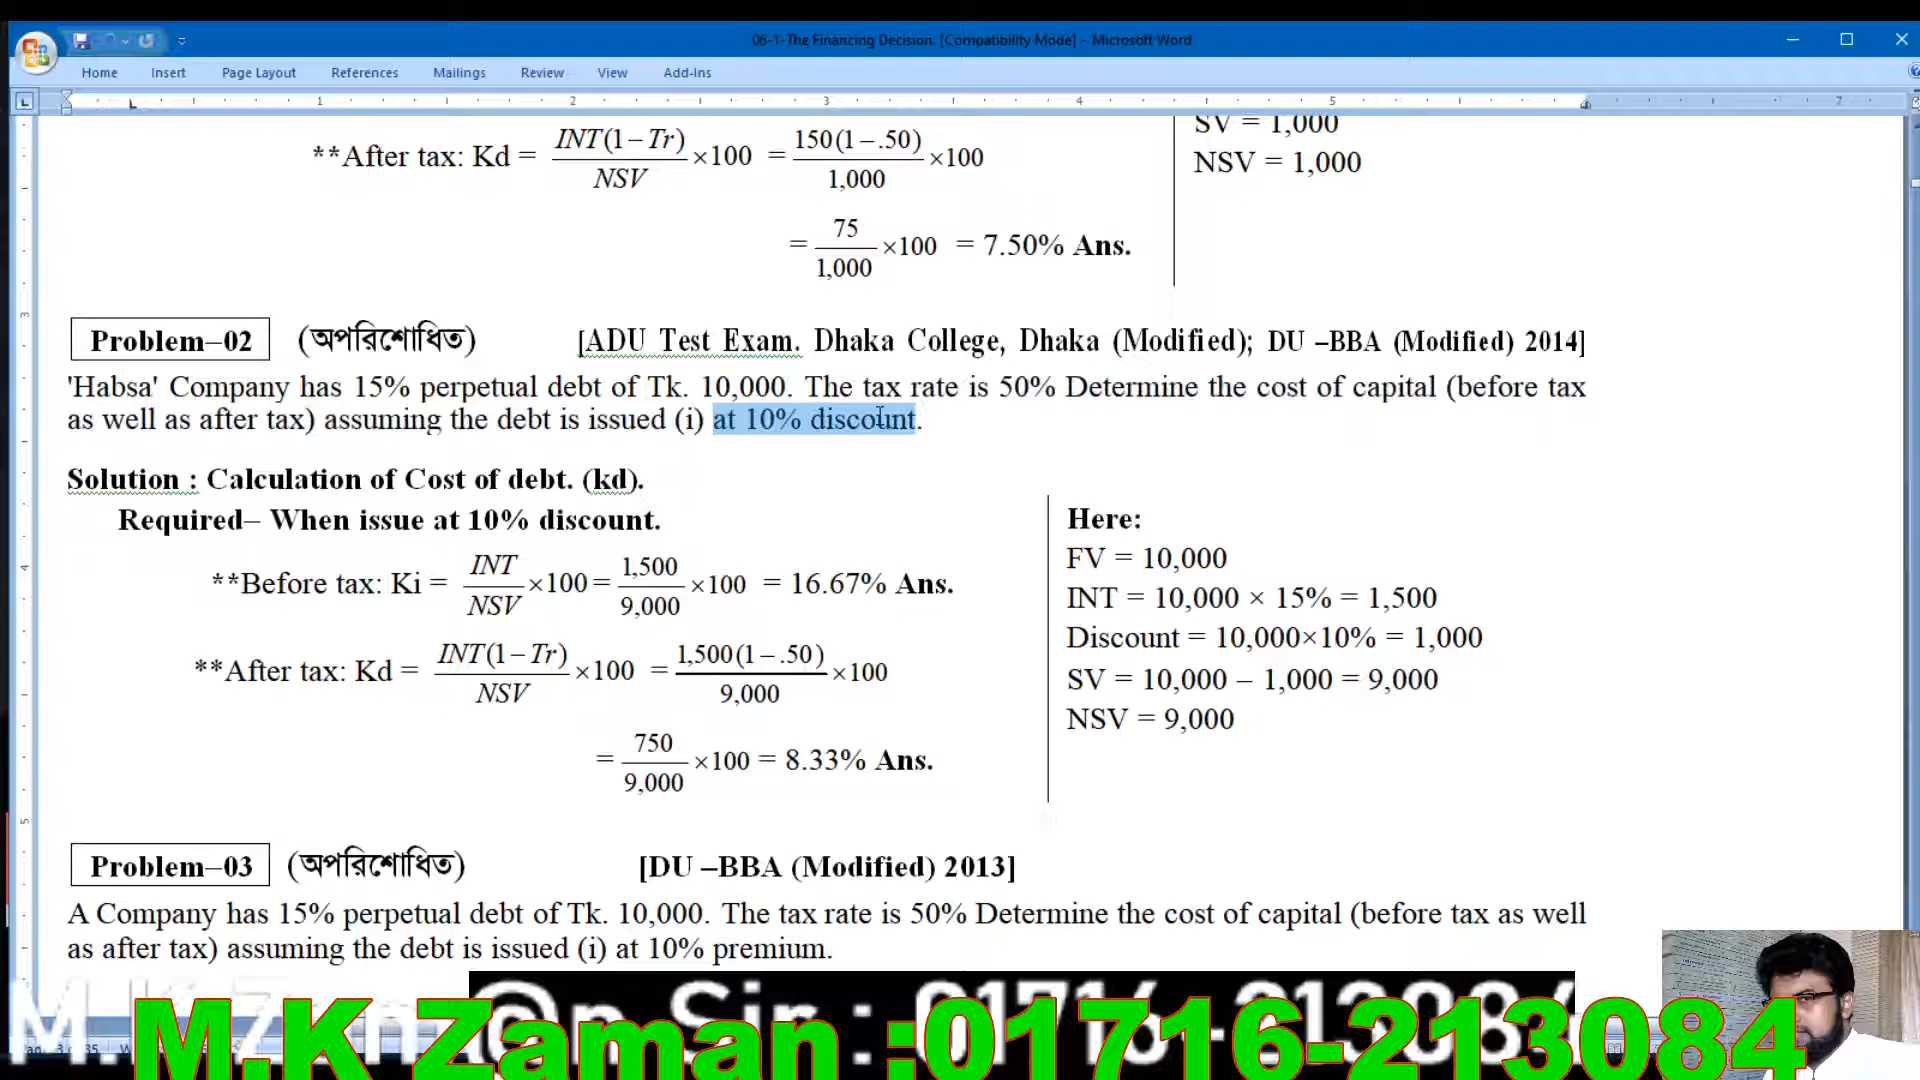 06-1-The Financing Decision. [Compatibility Mode] - Microsoft Word
Home Insert Page Layout References Mailings Review View Add-Ins
1 2 3 4 5 7
**After tax: Kd = INT(1−Tr)/NSV ×100 = 150(1−.50)/1,000 ×100
SV = 1,000
NSV = 1,000
= 75/1,000 ×100 = 7.50% Ans.
Problem–02 (অপরিশোধিত) [ADU Test Exam. Dhaka College, Dhaka (Modified); DU –BBA (Modified) 2014]
'Habsa' Company has 15% perpetual debt of Tk. 10,000. The tax rate is 50% Determine the cost of capital (before tax
as well as after tax) assuming the debt is issued (i) at 10% discount.
Solution : Calculation of Cost of debt. (kd).
Required– When issue at 10% discount.
**Before tax: Ki = INT/NSV ×100 = 1,500/9,000 ×100 = 16.67% Ans.
**After tax: Kd = INT(1−Tr)/NSV ×100 = 1,500(1−.50)/9,000 ×100
= 750/9,000 ×100 = 8.33% Ans.
Here:
FV = 10,000
INT = 10,000 × 15% = 1,500
Discount = 10,000×10% = 1,000
SV = 10,000 – 1,000 = 9,000
NSV = 9,000
Problem–03 (অপরিশোধিত) [DU –BBA (Modified) 2013]
A Company has 15% perpetual debt of Tk. 10,000. The tax rate is 50% Determine the cost of capital (before tax as well
as after tax) assuming the debt is issued (i) at 10% premium.
M.K Zaman :01716-213084